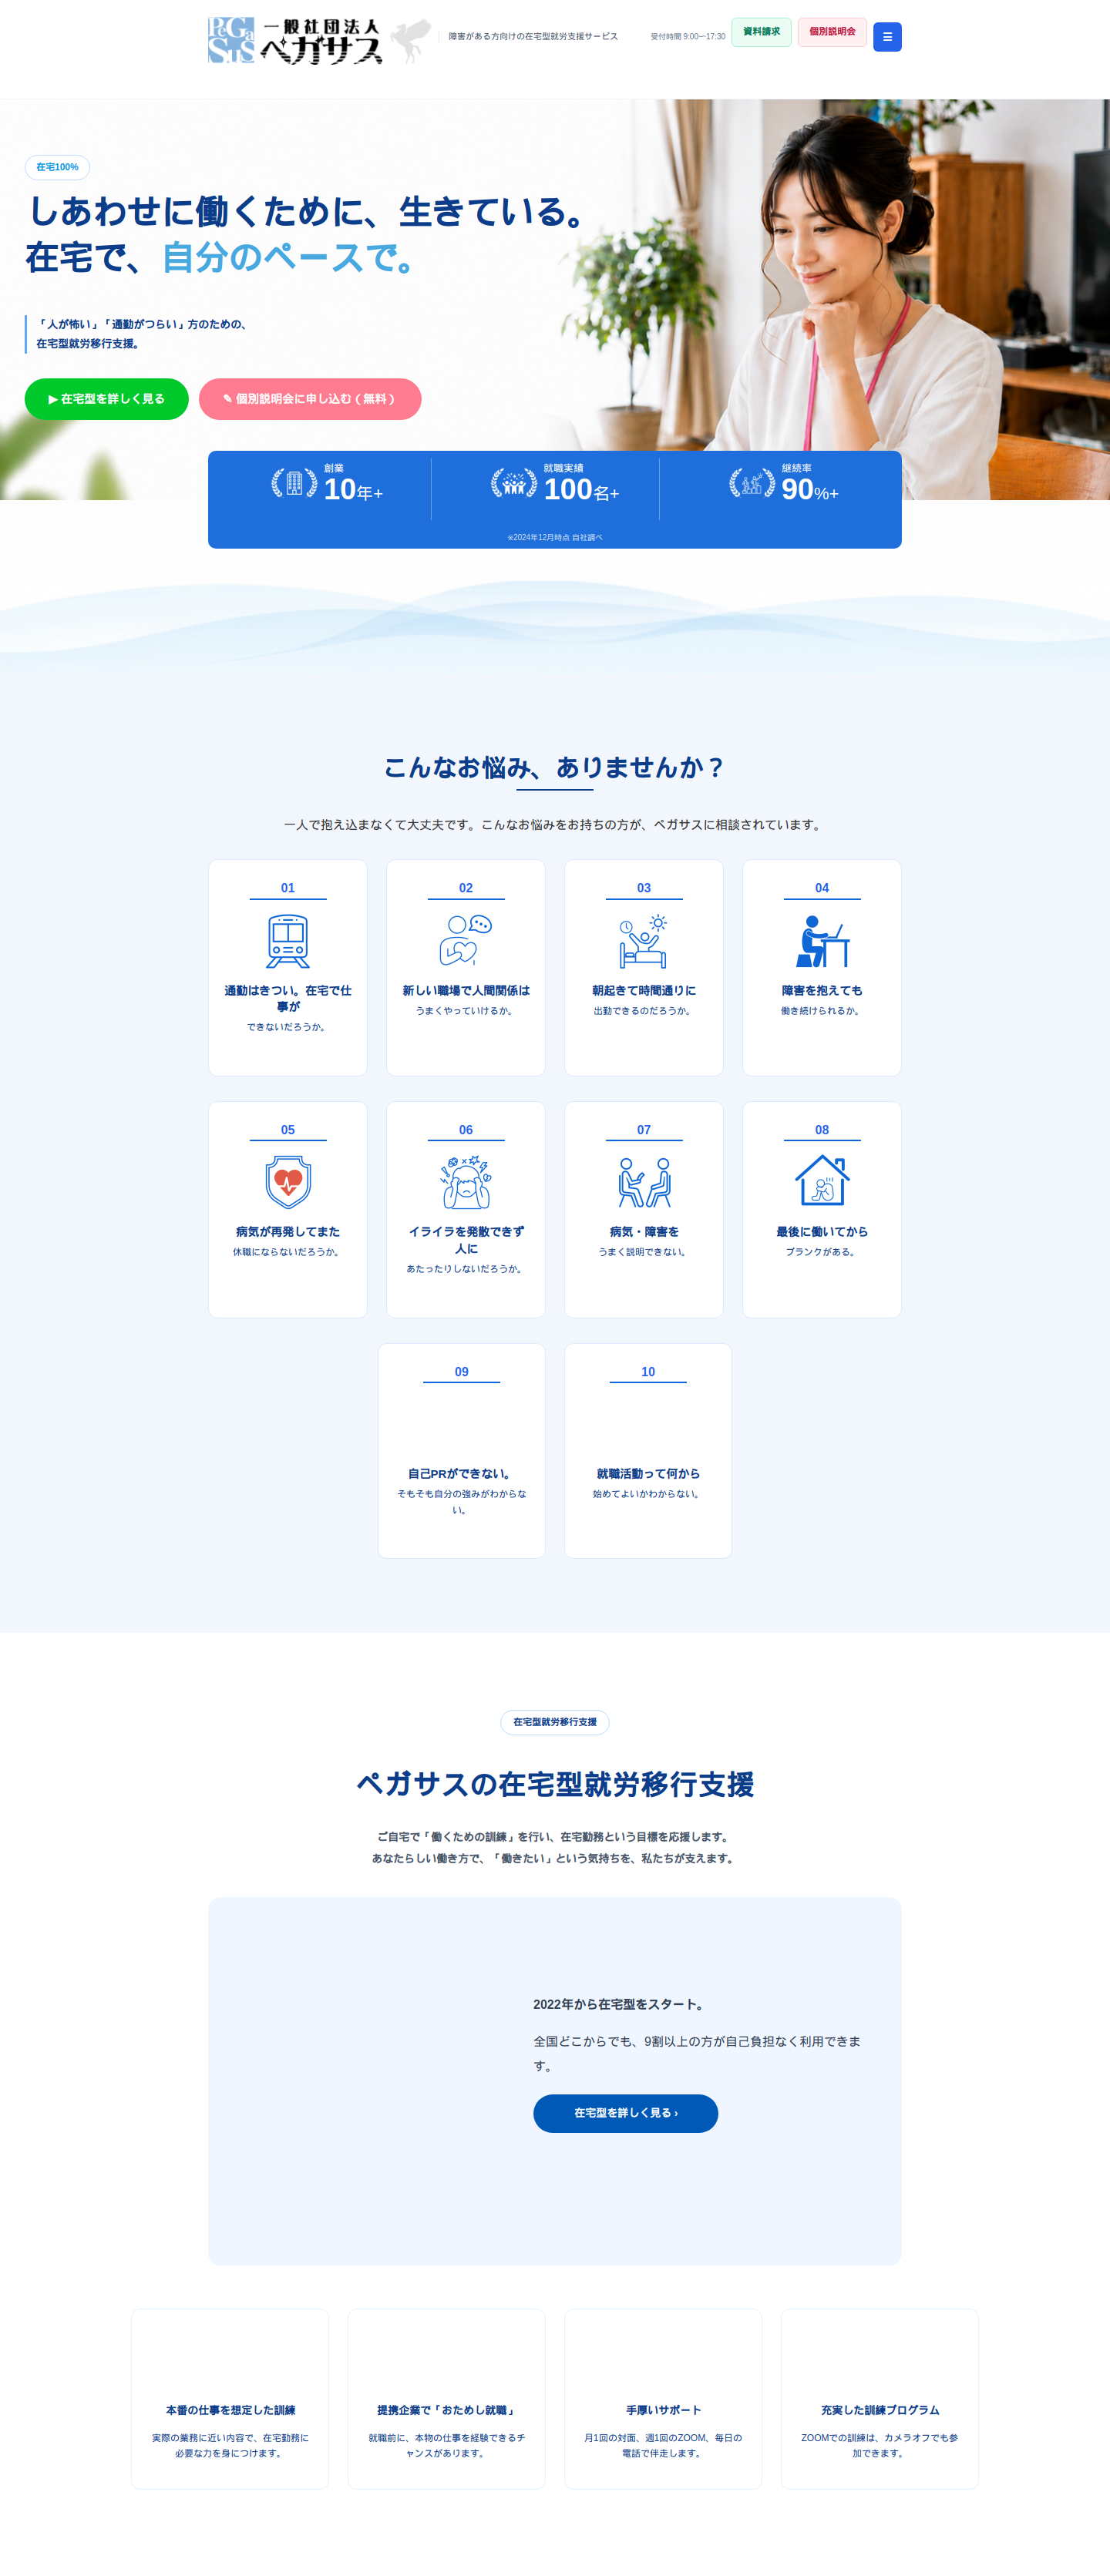 PeGaSuS
一般社団法人
ペガサス
障害がある方向けの在宅型就労支援サービス
受付時間 9:00〜17:30
資料請求
個別説明会
在宅100%
しあわせに働くために、生きている。
在宅で、自分のペースで。
「人が怖い」「通勤がつらい」方のための、
在宅型就労移行支援。
▶ 在宅型を詳しく見る
✎ 個別説明会に申し込む（無料）
創業
10年+
就職実績
100名+
継続率
90%+
※2024年12月時点 自社調べ
こんなお悩み、ありませんか？
一人で抱え込まなくて大丈夫です。こんなお悩みをお持ちの方が、ペガサスに相談されています。
01
通勤はきつい。在宅で仕
事が
できないだろうか。
02
新しい職場で人間関係は
うまくやっていけるか。
03
朝起きて時間通りに
出勤できるのだろうか。
04
障害を抱えても
働き続けられるか。
05
病気が再発してまた
休職にならないだろうか。
06
イライラを発散できず
人に
あたったりしないだろうか。
07
病気・障害を
うまく説明できない。
08
最後に働いてから
ブランクがある。
09
自己PRができない。
そもそも自分の強みがわからな
い。
10
就職活動って何から
始めてよいかわからない。
在宅型就労移行支援
ペガサスの在宅型就労移行支援
ご自宅で「働くための訓練」を行い、在宅勤務という目標を応援します。
あなたらしい働き方で、「働きたい」という気持ちを、私たちが支えます。
2022年から在宅型をスタート。
全国どこからでも、9割以上の方が自己負担なく利用できま
す。
在宅型を詳しく見る ›
本番の仕事を想定した訓練
実際の業務に近い内容で、在宅勤務に
必要な力を身につけます。
提携企業で「おためし就職」
就職前に、本物の仕事を経験できるチ
ャンスがあります。
手厚いサポート
月1回の対面、週1回のZOOM、毎日の
電話で伴走します。
充実した訓練プログラム
ZOOMでの訓練は、カメラオフでも参
加できます。